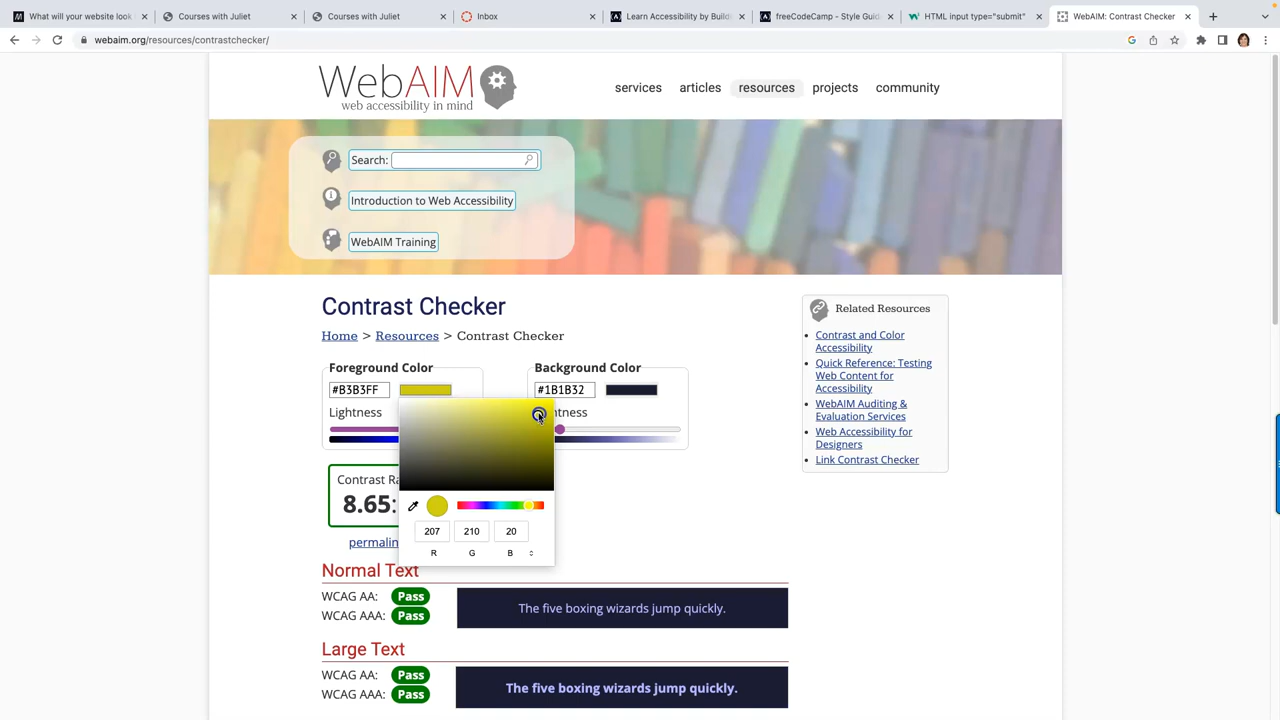 What will your website look
Courses with Juliet
Courses with Juliet
Inbox
Learn Accessibility by Buildi
freeCodeCamp - Style Guid
HTML input type="submit"
WebAIM: Contrast Checker
webaim.org/resources/contrastchecker/
WebAIM
web accessibility in mind
services
articles
resources
projects
community
Search:
Introduction to Web Accessibility
WebAIM Training
Contrast Checker
Home > Resources > Contrast Checker
Foreground Color
#B3B3FF
Lightness
Background Color
#1B1B32
ntness
Contrast Ra
8.65:
permalin
207
210
20
R
G
B
Normal Text
WCAG AA: Pass
WCAG AAA: Pass
The five boxing wizards jump quickly.
Large Text
WCAG AA: Pass
WCAG AAA: Pass
The five boxing wizards jump quickly.
Related Resources
Contrast and Color
Accessibility
Quick Reference: Testing
Web Content for
Accessibility
WebAIM Auditing &
Evaluation Services
Web Accessibility for
Designers
Link Contrast Checker